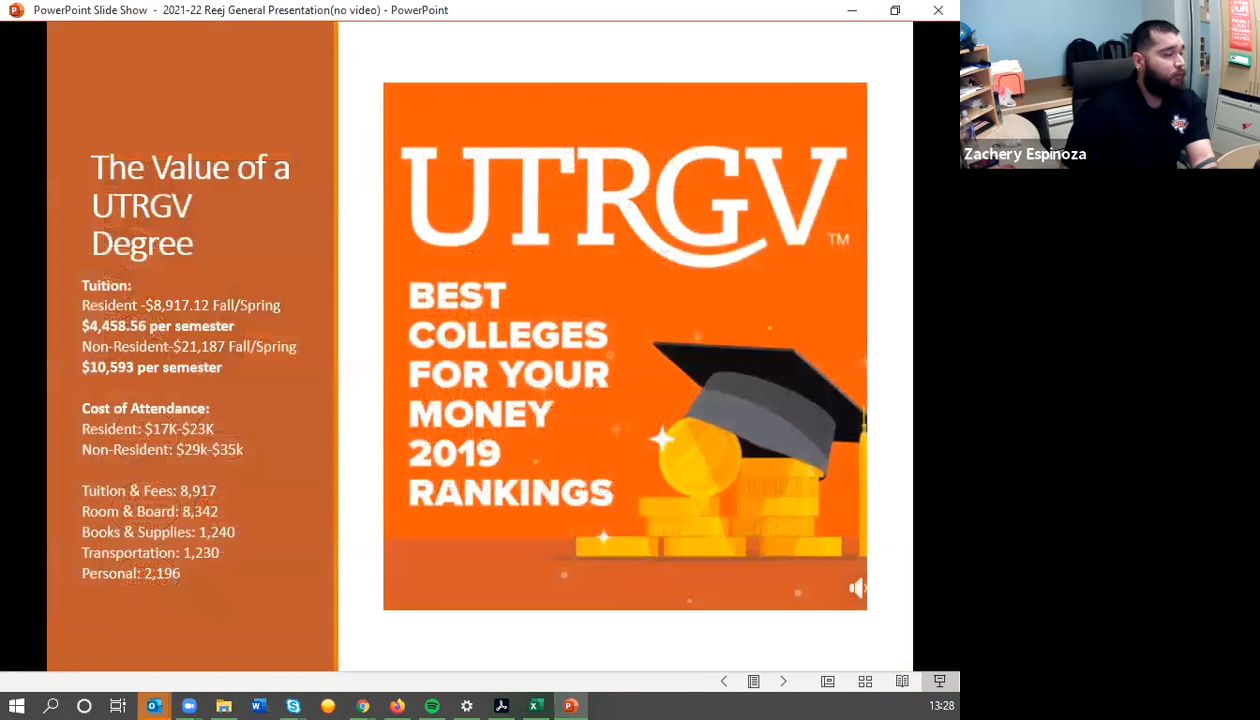 PowerPoint Slide Show - 2021-22 Reej General Presentation(no video) - PowerPoint
The Value of a
UTRGV
Degree
Tuition:
Resident -$8,917.12 Fall/Spring
$4,458.56 per semester
Non-Resident-$21,187 Fall/Spring
$10,593 per semester
Cost of Attendance:
Resident: $17K-$23K
Non-Resident: $29k-$35k
Tuition & Fees: 8,917
Room & Board: 8,342
Books & Supplies: 1,240
Transportation: 1,230
Personal: 2,196
UTRGV™
BEST
COLLEGES
FOR YOUR
MONEY
2019
RANKINGS
Zachery Espinoza
13:28